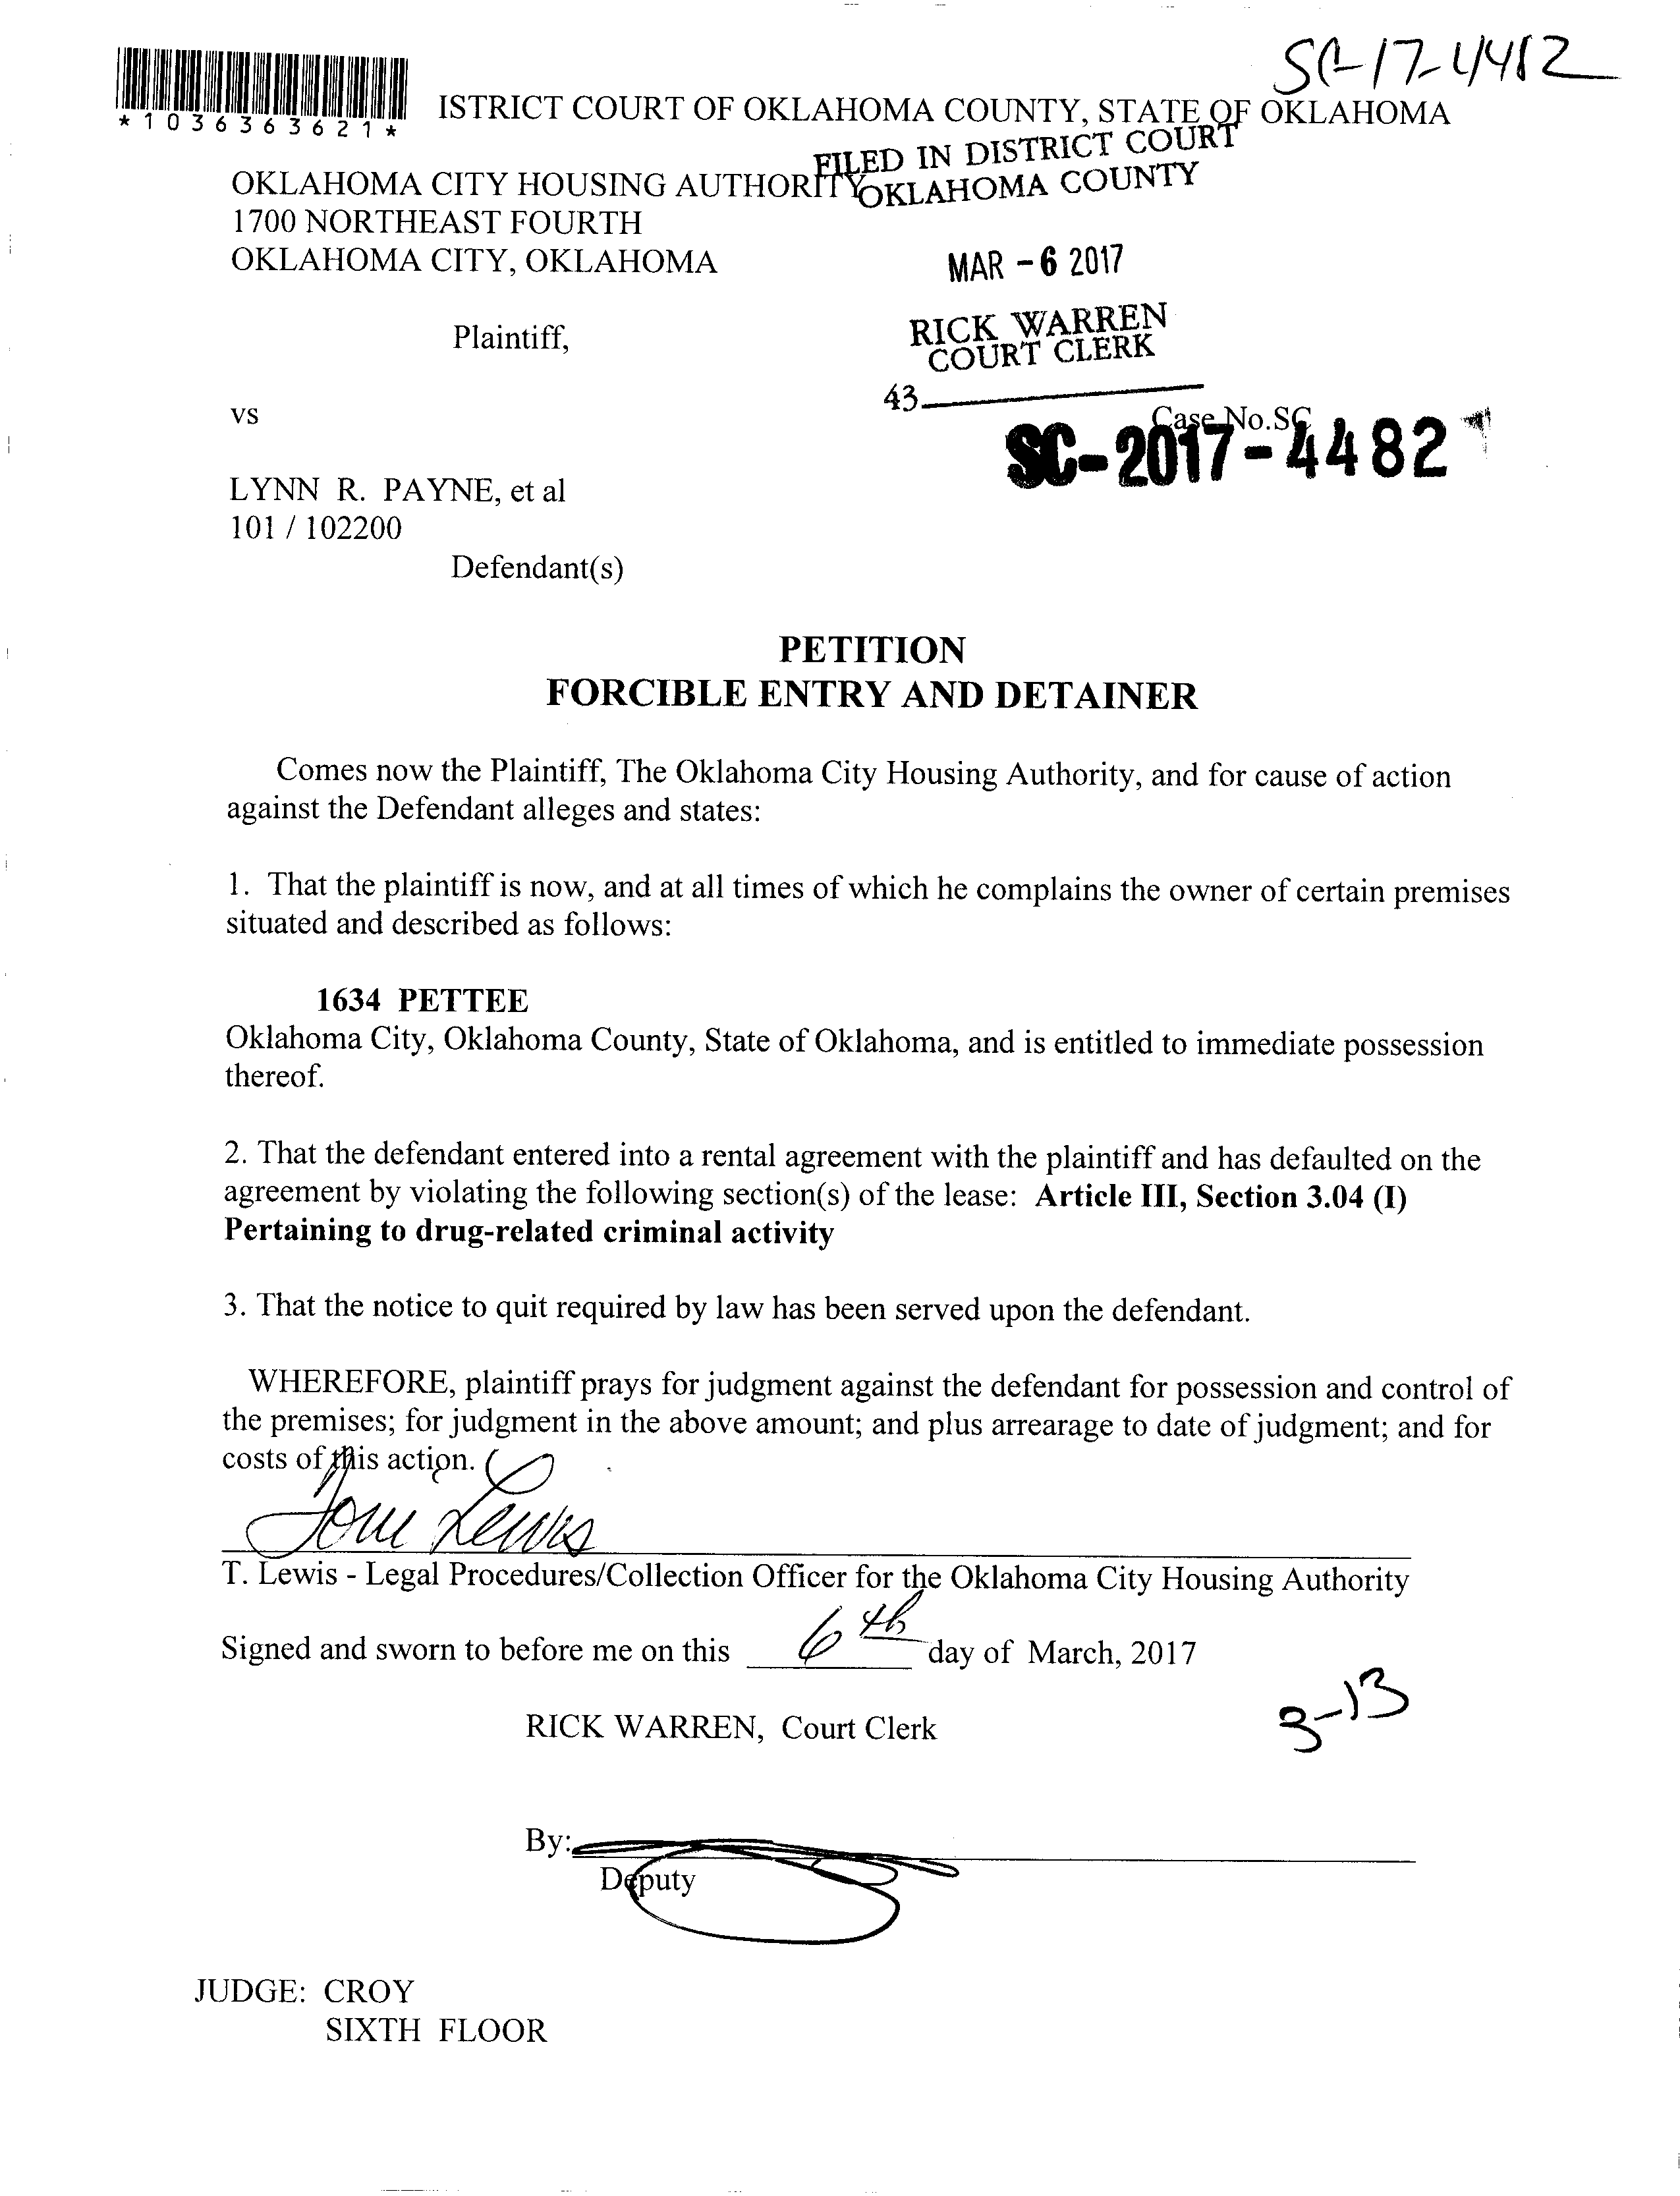 SC-17-4482
*1036363621*
ISTRICT COURT OF OKLAHOMA COUNTY, STATE OF OKLAHOMA
FILED IN DISTRICT COURT
OKLAHOMA COUNTY
OKLAHOMA CITY HOUSING AUTHORITY
1700 NORTHEAST FOURTH
OKLAHOMA CITY, OKLAHOMA
MAR - 6 2017
Plaintiff,
RICK WARREN
COURT CLERK
43
vs
Case No.SC
SC-2017-4482
LYNN R. PAYNE, et al
101 / 102200
Defendant(s)
PETITION
FORCIBLE ENTRY AND DETAINER
Comes now the Plaintiff, The Oklahoma City Housing Authority, and for cause of action
against the Defendant alleges and states:
1. That the plaintiff is now, and at all times of which he complains the owner of certain premises
situated and described as follows:
1634 PETTEE
Oklahoma City, Oklahoma County, State of Oklahoma, and is entitled to immediate possession
thereof.
2. That the defendant entered into a rental agreement with the plaintiff and has defaulted on the
agreement by violating the following section(s) of the lease: Article III, Section 3.04 (I)
Pertaining to drug-related criminal activity
3. That the notice to quit required by law has been served upon the defendant.
WHEREFORE, plaintiff prays for judgment against the defendant for possession and control of
the premises; for judgment in the above amount; and plus arrearage to date of judgment; and for
costs of this action.
Lewis
T. Lewis - Legal Procedures/Collection Officer for the Oklahoma City Housing Authority
Signed and sworn to before me on this 6th day of March, 2017
3-13
RICK WARREN, Court Clerk
By:
Deputy
JUDGE: CROY
SIXTH FLOOR